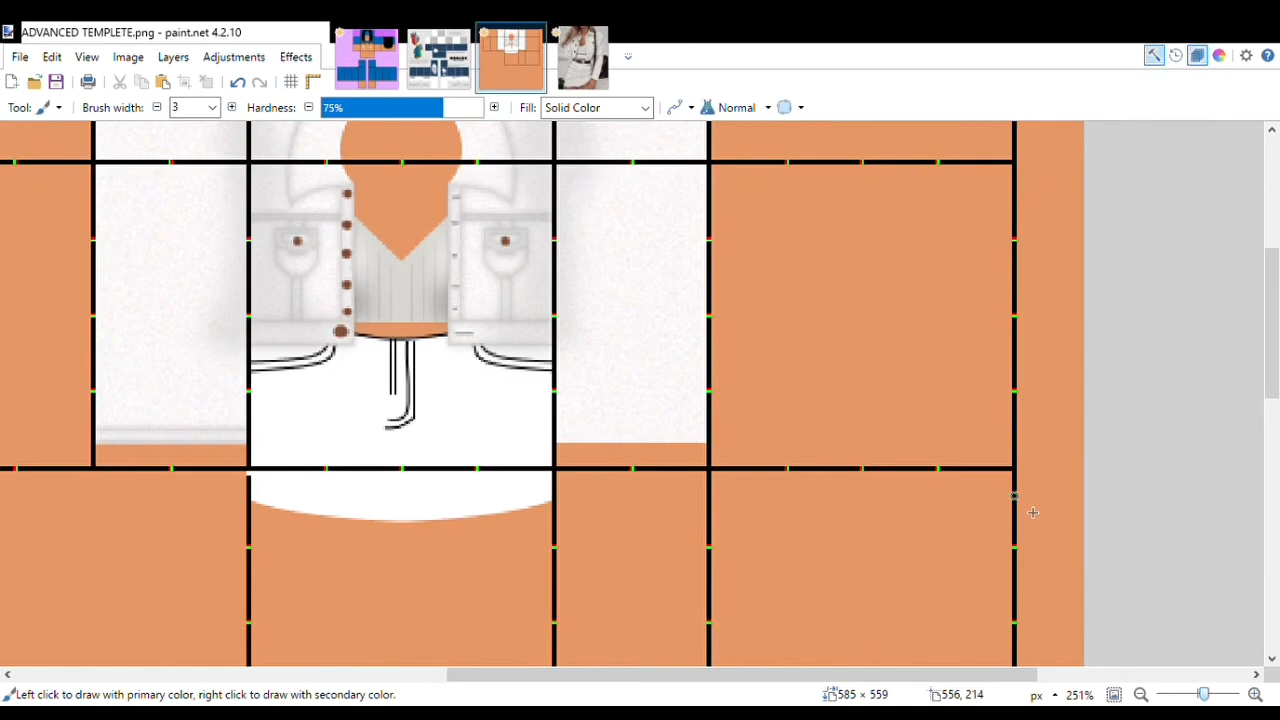 ADVANCED TEMPLETE.png - paint.net 4.2.10
File Edit View Image Layers Adjustments Effects
Tool: Brush width: 3 Hardness: 75% Fill: Solid Color Normal
Left click to draw with primary color, right click to draw with secondary color. 585 × 559 556, 214 px 251%